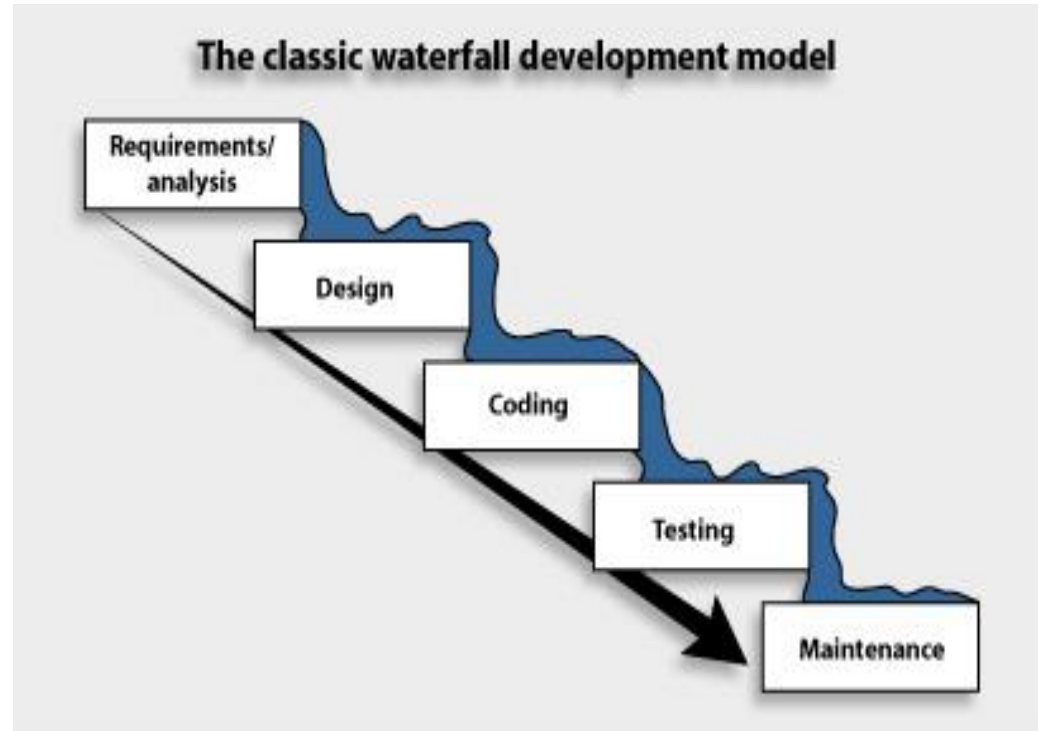 The classic waterfall development model
Requirements/
analysis
Design
Coding
Testing
Maintenance